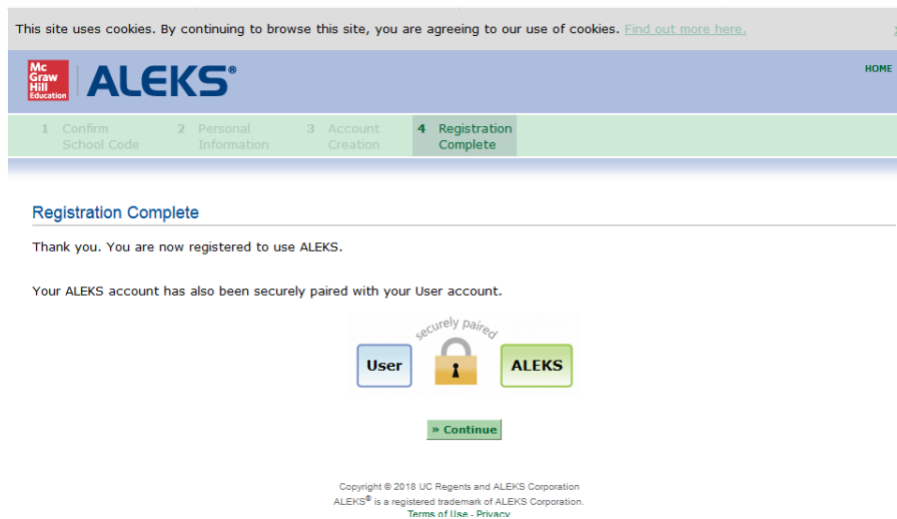 This site uses cookies. By continuing to browse this site, you are agreeing to our use of cookies. Find out more here.
Mc
Graw
Hill
Education
ALEKS®
HOME
1 Confirm School Code
2 Personal Information
3 Account Creation
4 Registration Complete
Registration Complete
Thank you. You are now registered to use ALEKS.
Your ALEKS account has also been securely paired with your User account.
securely paired
User
ALEKS
» Continue
Copyright © 2018 UC Regents and ALEKS Corporation
ALEKS® is a registered trademark of ALEKS Corporation.
Terms of Use - Privacy